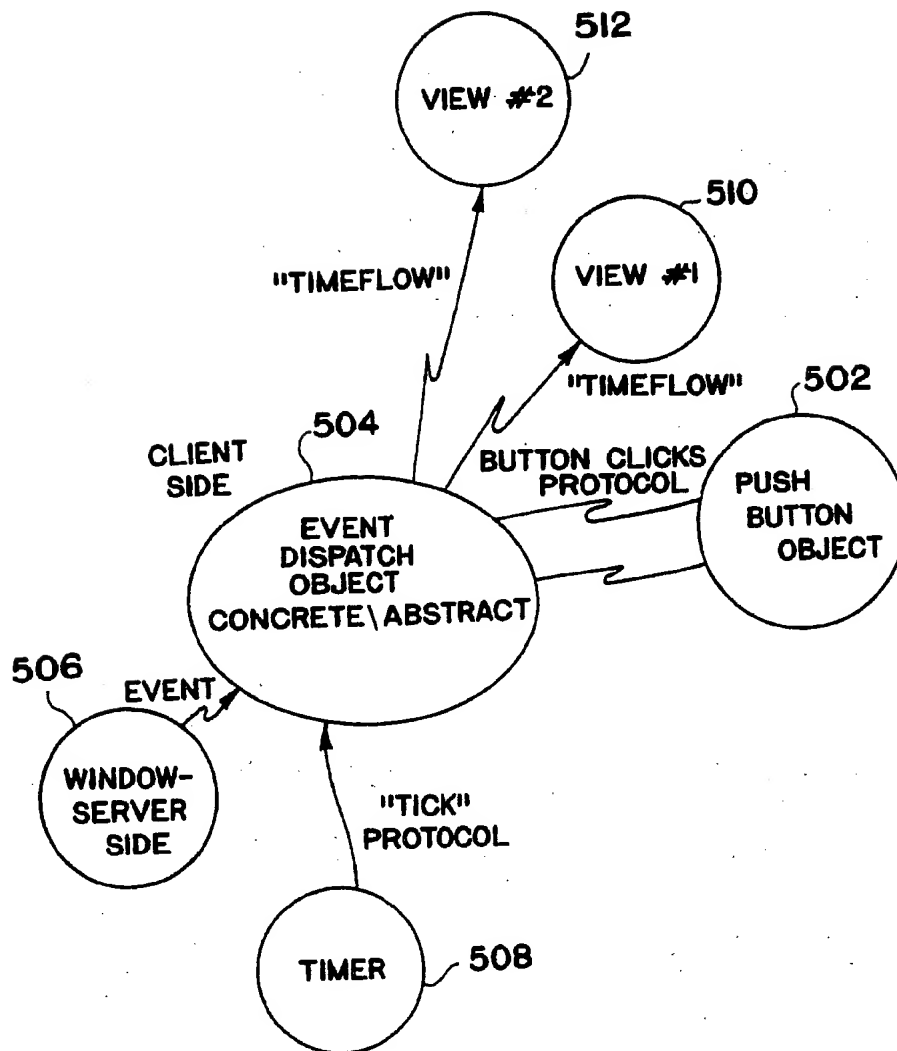 512
VIEW #2
510
VIEW #1
"TIMEFLOW"
"TIMEFLOW"
502
504
CLIENT
SIDE
BUTTON CLICKS
PROTOCOL
PUSH
BUTTON
OBJECT
EVENT
DISPATCH
OBJECT
CONCRETE\ABSTRACT
506
EVENT
WINDOW-
SERVER
SIDE
"TICK"
PROTOCOL
TIMER
508